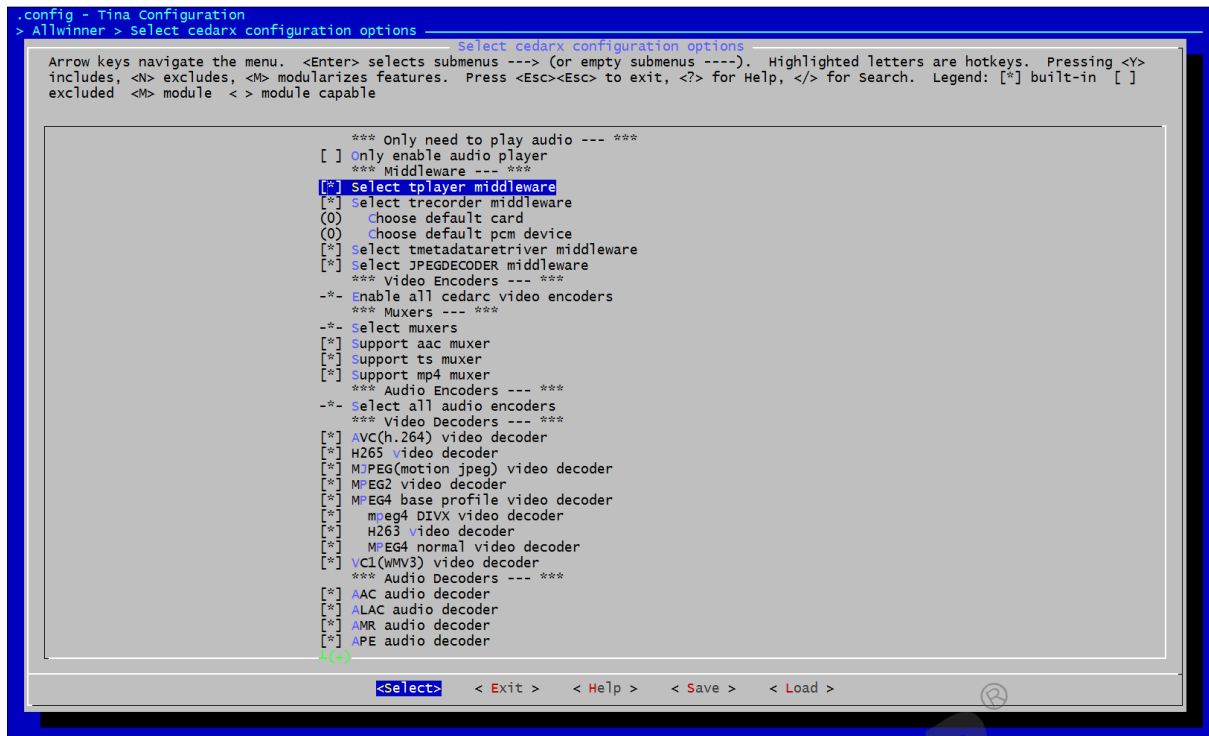 .config - Tina Configuration
> Allwinner > Select cedarx configuration options
Select cedarx configuration options
Arrow keys navigate the menu.  <Enter> selects submenus ---> (or empty submenus ----).  Highlighted letters are hotkeys.  Pressing <Y>
includes, <N> excludes, <M> modularizes features.  Press <Esc><Esc> to exit, <?> for Help, </> for Search.  Legend: [*] built-in  [ ]
excluded  <M> module  < > module capable
*** Only need to play audio --- ***
[ ] Only enable audio player
*** Middleware --- ***
[*] Select tplayer middleware
[*] Select trecorder middleware
(0)   Choose default card
(0)   Choose default pcm device
[*] Select tmetadataretriver middleware
[*] Select JPEGDECODER middleware
*** Video Encoders --- ***
-*- Enable all cedarc video encoders
*** Muxers --- ***
-*- Select muxers
[*] Support aac muxer
[*] Support ts muxer
[*] Support mp4 muxer
*** Audio Encoders --- ***
-*- Select all audio encoders
*** Video Decoders --- ***
[*] AVC(h.264) video decoder
[*] H265 video decoder
[*] MJPEG(motion jpeg) video decoder
[*] MPEG2 video decoder
[*] MPEG4 base profile video decoder
[*]   mpeg4 DIVX video decoder
[*]   H263 video decoder
[*]   MPEG4 normal video decoder
[*] VC1(WMV3) video decoder
*** Audio Decoders --- ***
[*] AAC audio decoder
[*] ALAC audio decoder
[*] AMR audio decoder
[*] APE audio decoder
┴(+)
<Select>    < Exit >    < Help >    < Save >    < Load >
®